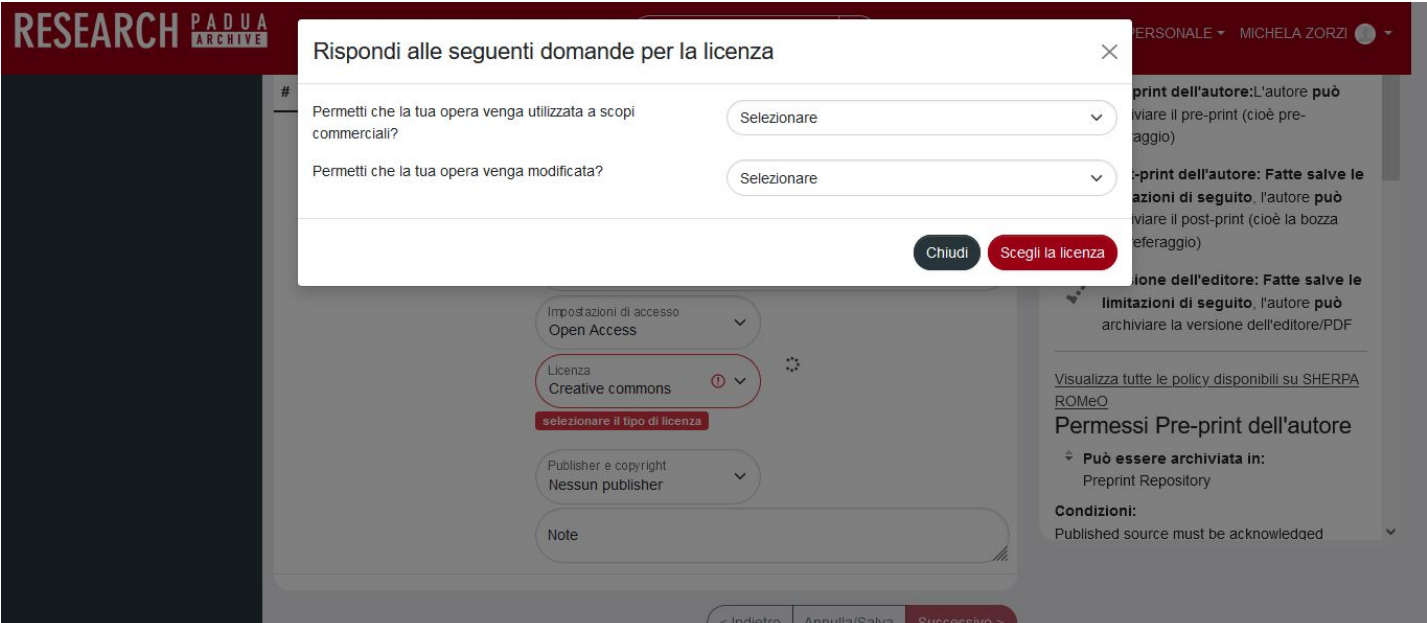 RESEARCH PADUA
ARCHIVE
PERSONALE MICHELA ZORZI
Rispondi alle seguenti domande per la licenza
Permetti che la tua opera venga utilizzata a scopi
commerciali?
Selezionare
Permetti che la tua opera venga modificata?
Selezionare
Chiudi
Scegli la licenza
#
Impostazioni di accesso
Open Access
Licenza
Creative commons
selezionare il tipo di licenza
Publisher e copyright
Nessun publisher
Note
< Indietro Annulla/Salva Successivo >
print dell'autore:L'autore può
iviare il pre-print (cioè pre-
aggio)
-print dell'autore: Fatte salve le
azioni di seguito, l'autore può
iviare il post-print (cioè la bozza
eferaggio)
ione dell'editore: Fatte salve le
limitazioni di seguito, l'autore può
archiviare la versione dell'editore/PDF
Visualizza tutte le policy disponibili su SHERPA
ROMeO
Permessi Pre-print dell'autore
Può essere archiviata in:
Preprint Repository
Condizioni:
Published source must be acknowledged